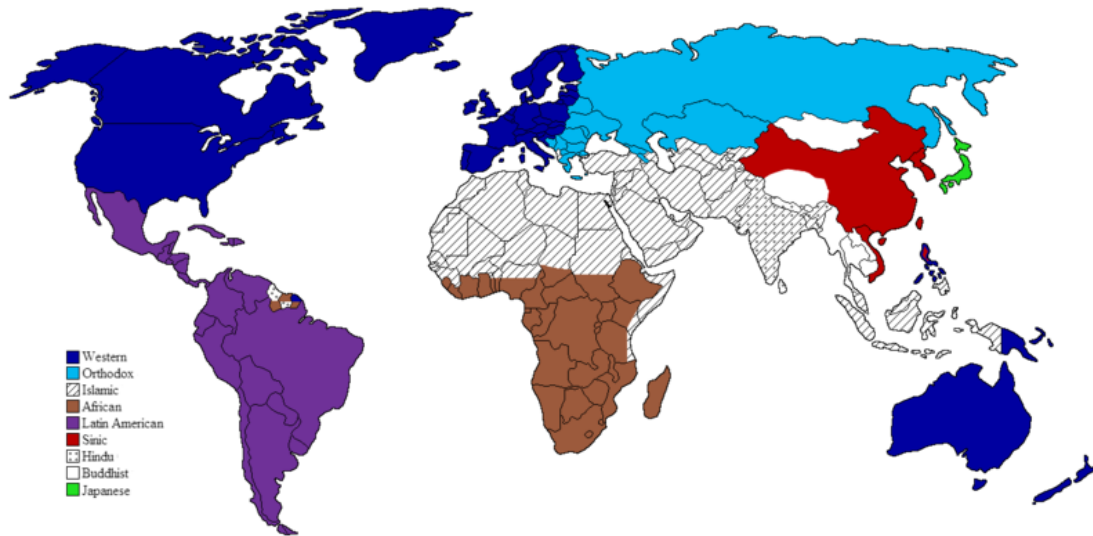 Western
Orthodox
Islamic
African
Latin American
Sinic
Hindu
Buddhist
Japanese